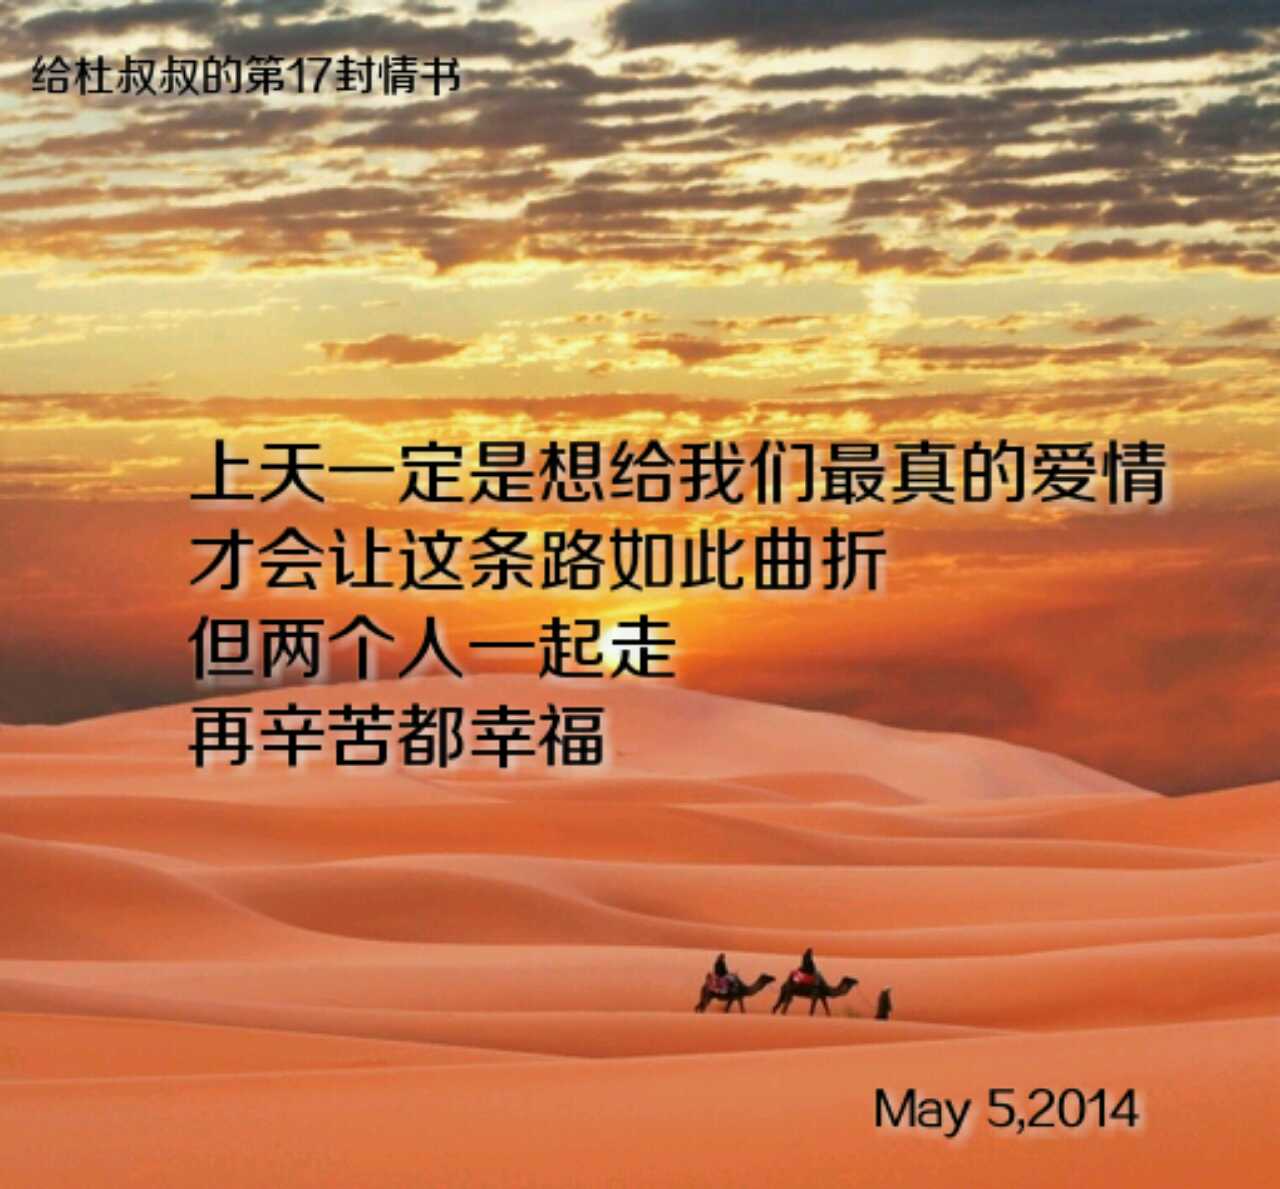 给杜叔叔的第17封情书
上天一定是想给我们最真的爱情
才会让这条路如此曲折
但两个人一起走
再辛苦都幸福
May 5,2014